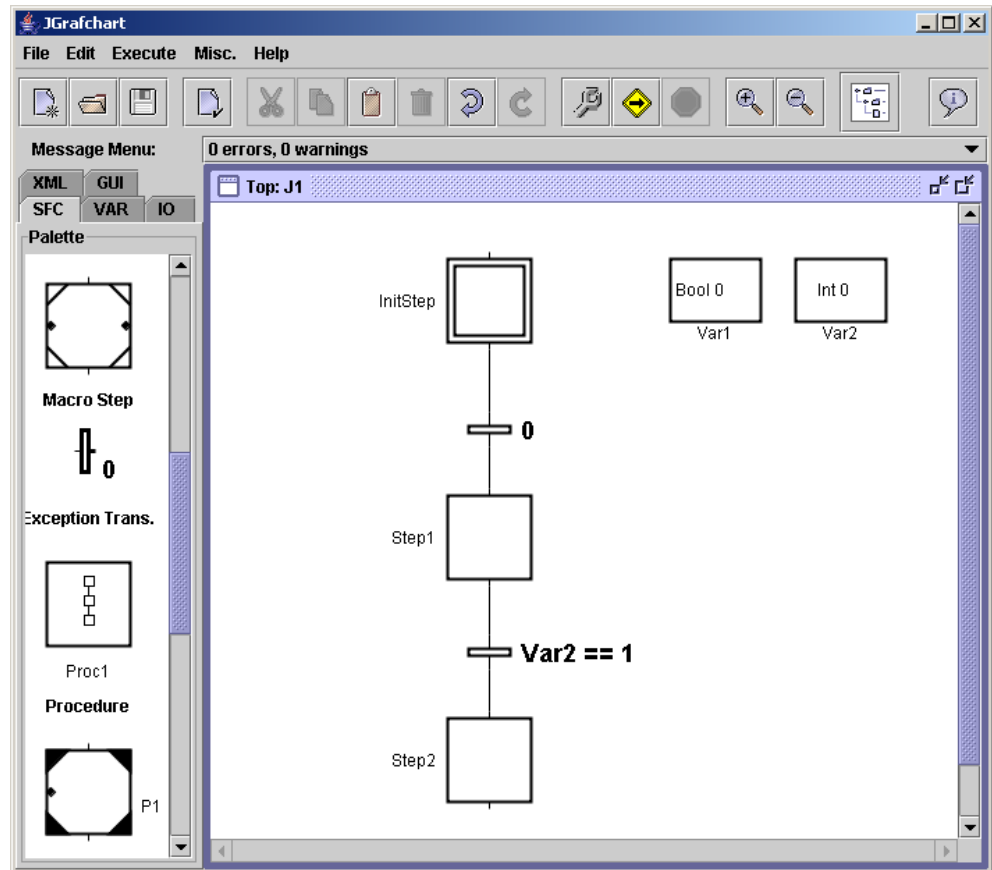 JGrafchart
File Edit Execute Misc. Help
Message Menu: 0 errors, 0 warnings
XML GUI
SFC VAR IO
Palette
Macro Step
0
Exception Trans.
Proc1
Procedure
P1
Top: J1
InitStep
Bool 0
Var1
Int 0
Var2
0
Step1
Var2 == 1
Step2